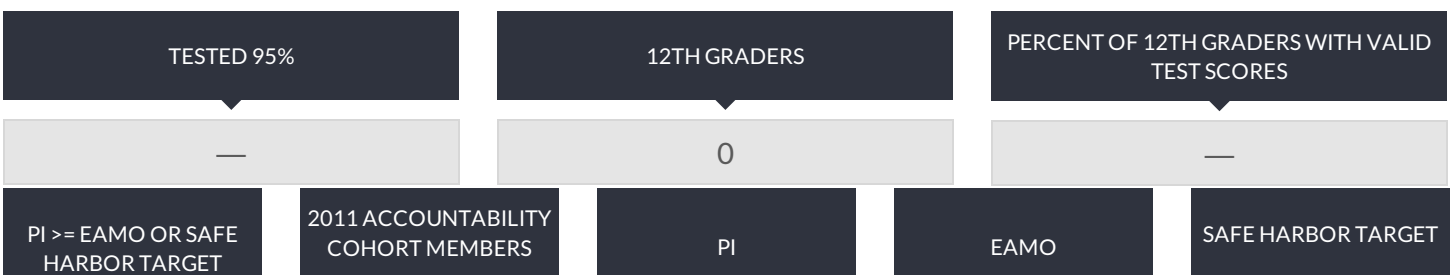 TESTED 95%
12TH GRADERS
PERCENT OF 12TH GRADERS WITH VALID
TEST SCORES
—
0
—
PI >= EAMO OR SAFE
HARBOR TARGET
2011 ACCOUNTABILITY
COHORT MEMBERS
PI
EAMO
SAFE HARBOR TARGET